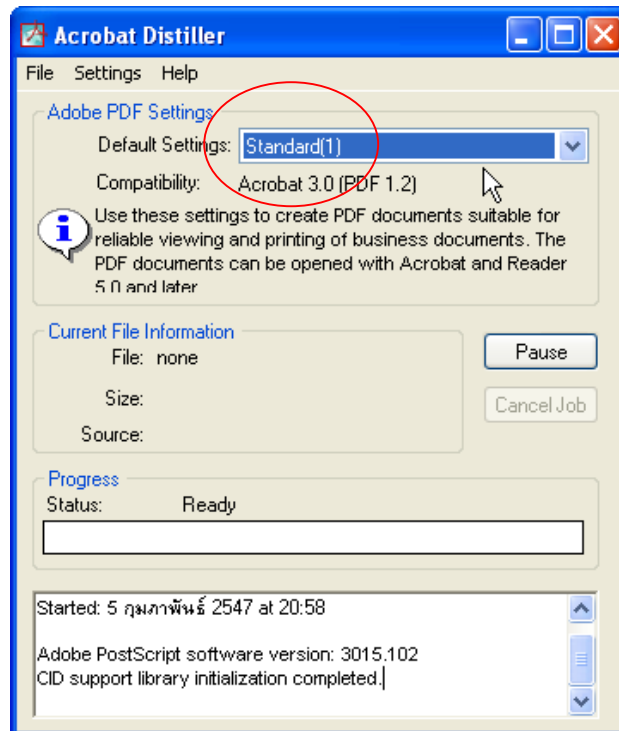 Acrobat Distiller
File Settings Help
Adobe PDF Settings
Default Settings: Standard(1)
Compatibility: Acrobat 3.0 (PDF 1.2)
Use these settings to create PDF documents suitable for
reliable viewing and printing of business documents. The
PDF documents can be opened with Acrobat and Reader
5.0 and later
Current File Information
File: none
Pause
Size:
Cancel Job
Source:
Progress
Status: Ready
Started: 5 กุมภาพันธ์ 2547 at 20:58
Adobe PostScript software version: 3015.102
CID support library initialization completed.